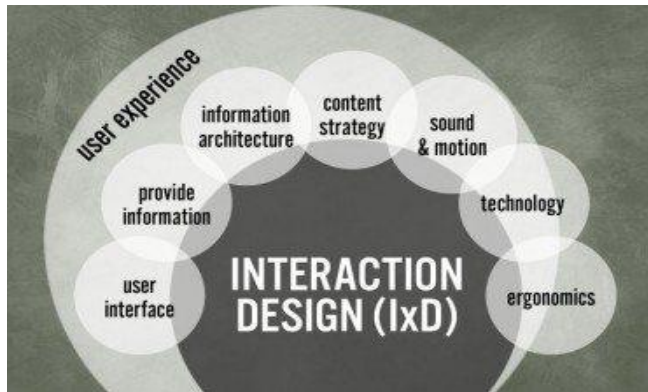 user experience
information
architecture
content
strategy
sound
& motion
provide
information
technology
user
interface
INTERACTION
DESIGN (IxD)
ergonomics